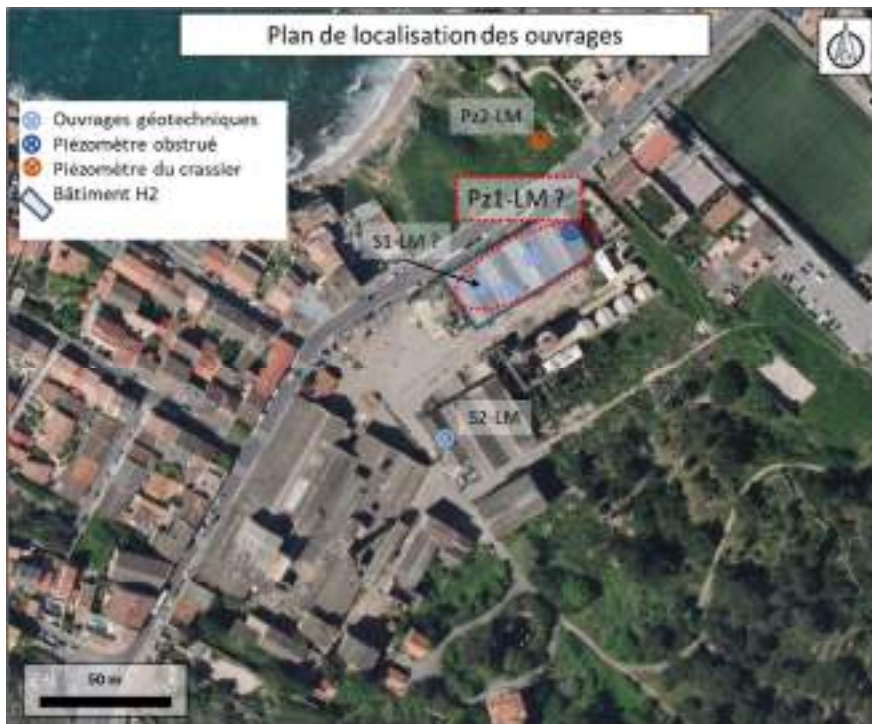 Plan de localisation des ouvrages
Ouvrages géotechniques
Piézomètre obstrué
Piézomètre du crassier
Bâtiment H2
Pz2-LM
Pz1-LM ?
S1-LM ?
S2-LM
50 m